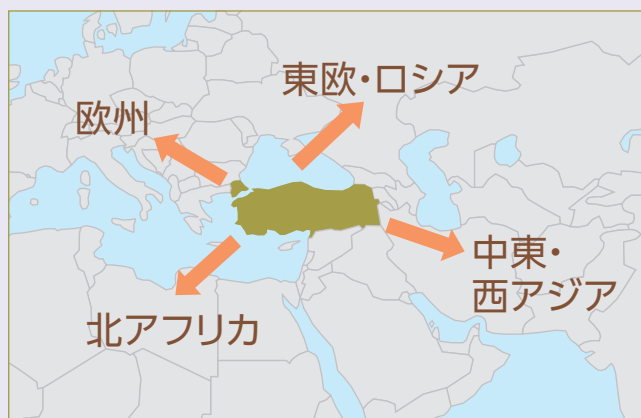 東欧・ロシア
欧州
中東・
西アジア
北アフリカ